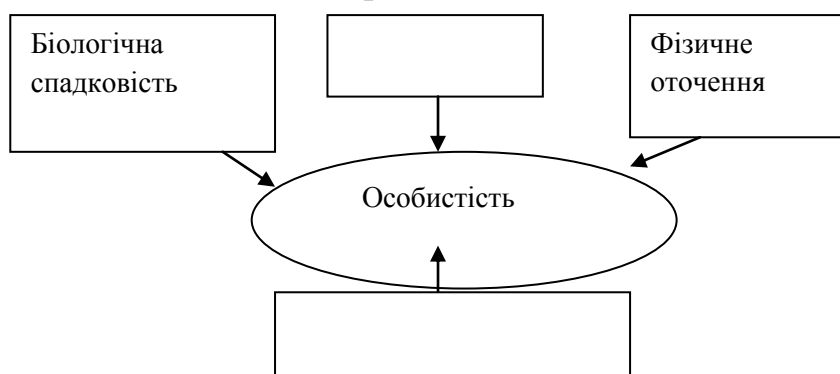 Біологічна
спадковість
Фізичне
оточення
Особистість